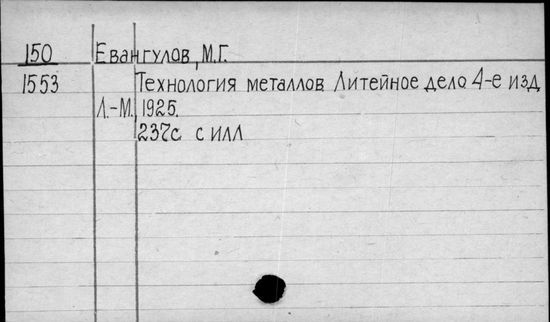 150 Евангулов, М.Г.
1553 Технология металлов Литейное дело 4-е изд
Л.-М, 1925.
237с. с илл